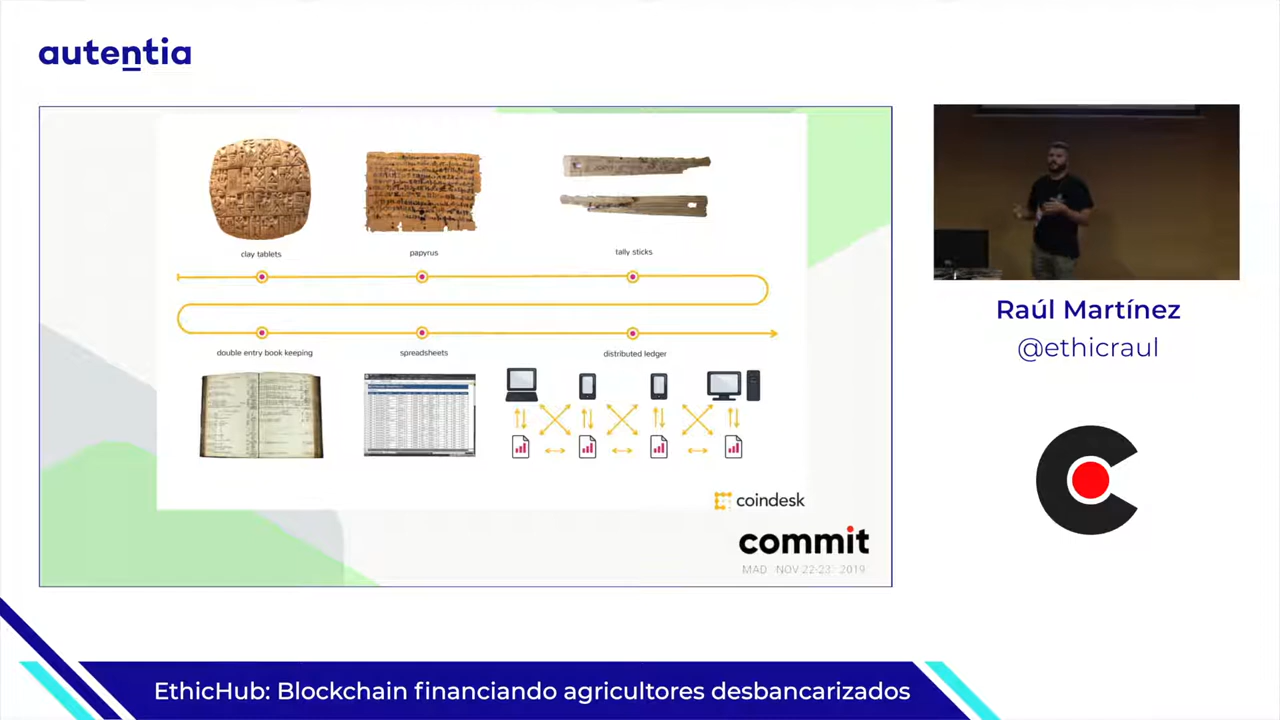 autentia
clay tablets
papyrus
tally sticks
double entry book keeping
spreadsheets
distributed ledger
coindesk
commit
MAD NOV 22-23 2019
Raúl Martínez
@ethicraul
EthicHub: Blockchain financiando agricultores desbancarizados